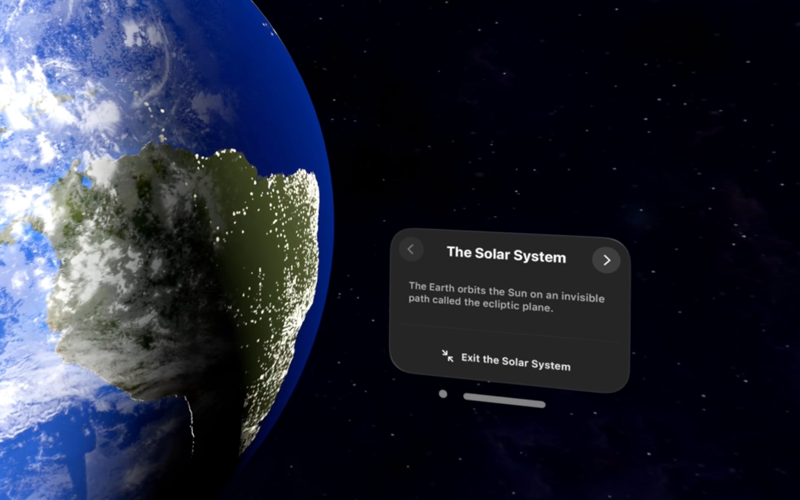 The Solar System
The Earth orbits the Sun on an invisible
path called the ecliptic plane.
Exit the Solar System